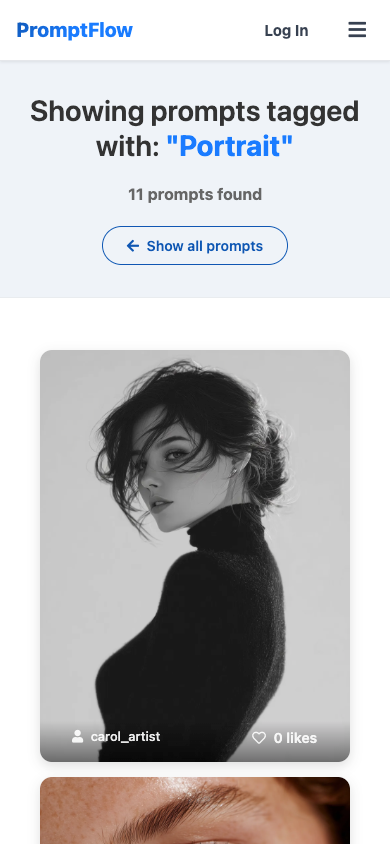 PromptFlow
Log In
Showing prompts tagged
with: "Portrait"
11 prompts found
Show all prompts
carol_artist
0 likes